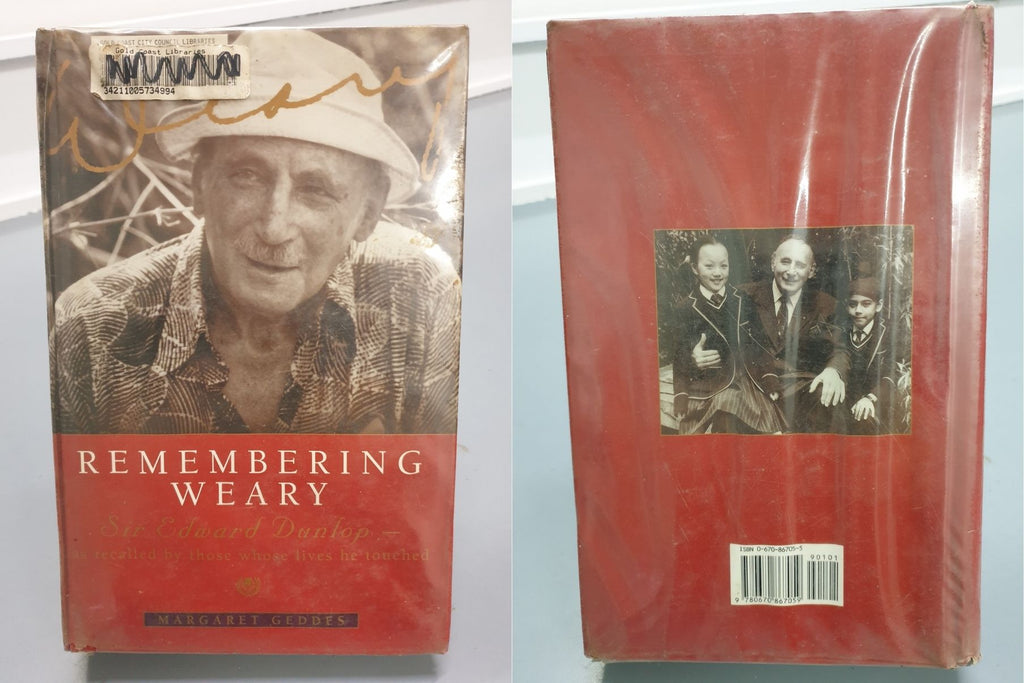 GOLD COAST CITY COUNCIL LIBRARIES
Gold Coast Libraries
34211005734994
Weary
REMEMBERING
WEARY
Sir Edward Dunlop —
as recalled by those whose lives he touched
MARGARET GEDDES
ISBN 0-670-86705-5
90101
9 780670 867059